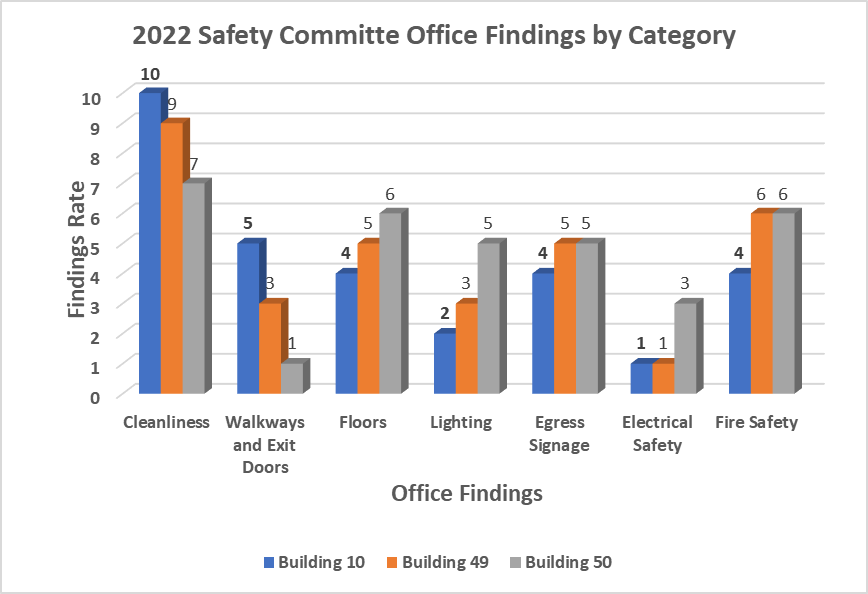 2022 Safety Committe Office Findings by Category
Findings Rate
10
9
8
7
6
5
4
3
2
1
0
10
9
7
5
3
1
4
5
6
2
3
5
4
5
5
1
1
3
4
6
6
Cleanliness
Walkways
and Exit
Doors
Floors
Lighting
Egress
Signage
Electrical
Safety
Fire Safety
Office Findings
Building 10
Building 49
Building 50